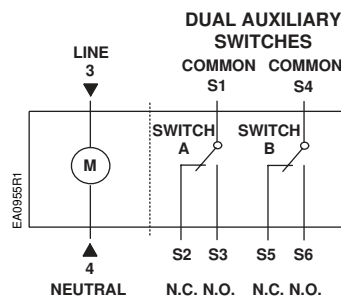 DUAL AUXILIARY
SWITCHES
LINE
3
COMMON COMMON
S1 S4
SWITCH
A
SWITCH
B
M
EA0955R1
4
NEUTRAL
S2 S3 S5 S6
N.C. N.O. N.C. N.O.